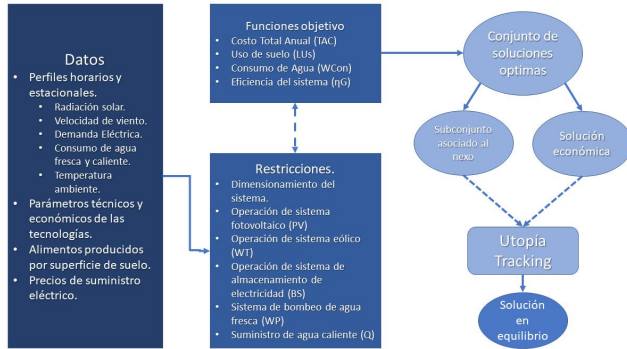 Datos
• Perfiles horarios y
estacionales.
• Radiación solar.
• Velocidad de viento.
• Demanda Eléctrica.
• Consumo de agua
fresca y caliente.
• Temperatura
ambiente.
• Parámetros técnicos y
económicos de las
tecnologías.
• Alimentos producidos
por superficie de suelo.
• Precios de suministro
eléctrico.
Funciones objetivo
• Costo Total Anual (TAC)
• Uso de suelo (LUs)
• Consumo de Agua (WCon)
• Eficiencia del sistema (ηG)
Restricciones.
• Dimensionamiento del
sistema.
• Operación de sistema
fotovoltaico (PV)
• Operación de sistema eólico
(WT)
• Operación de sistema de
almacenamiento de
electricidad (BS)
• Sistema de bombeo de agua
fresca (WP)
• Suministro de agua caliente (Q)
Conjunto de
soluciones
optimas
Subconjunto
asociado al
nexo
Solución
económica
Utopía
Tracking
Solución
en
equilibrio